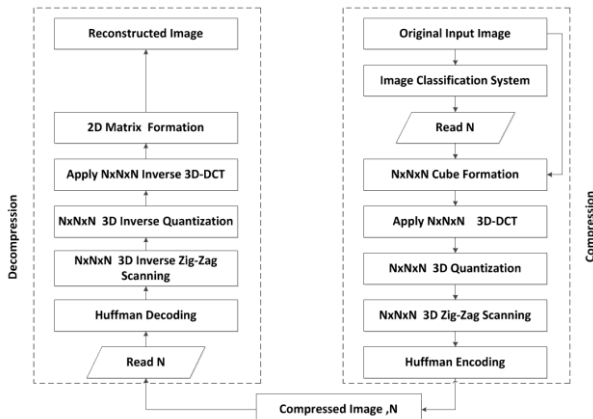 Reconstructed Image
2D Matrix Formation
Apply NxNxN Inverse 3D-DCT
NxNxN 3D Inverse Quantization
NxNxN 3D Inverse Zig-Zag
Scanning
Huffman Decoding
Read N
Decompression
Original Input Image
Image Classification System
Read N
NxNxN Cube Formation
Apply NxNxN 3D-DCT
NxNxN 3D Quantization
NxNxN 3D Zig-Zag Scanning
Huffman Encoding
Compression
Compressed Image ,N